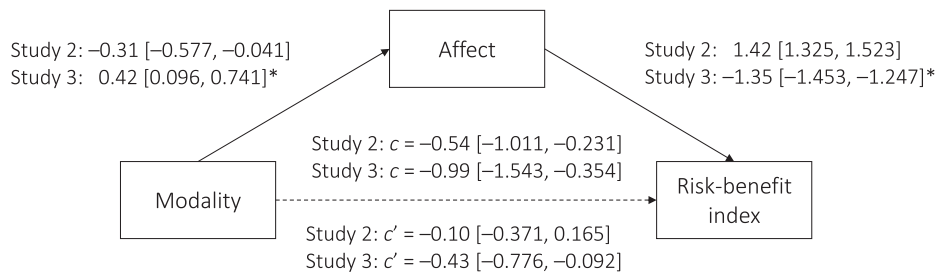 Study 2: –0.31 [–0.577, –0.041]
Study 3: 0.42 [0.096, 0.741]*
Affect
Study 2: 1.42 [1.325, 1.523]
Study 3: –1.35 [–1.453, –1.247]*
Study 2: c = –0.54 [–1.011, –0.231]
Study 3: c = –0.99 [–1.543, –0.354]
Modality
Risk-benefit
index
Study 2: c’ = –0.10 [–0.371, 0.165]
Study 3: c’ = –0.43 [–0.776, –0.092]